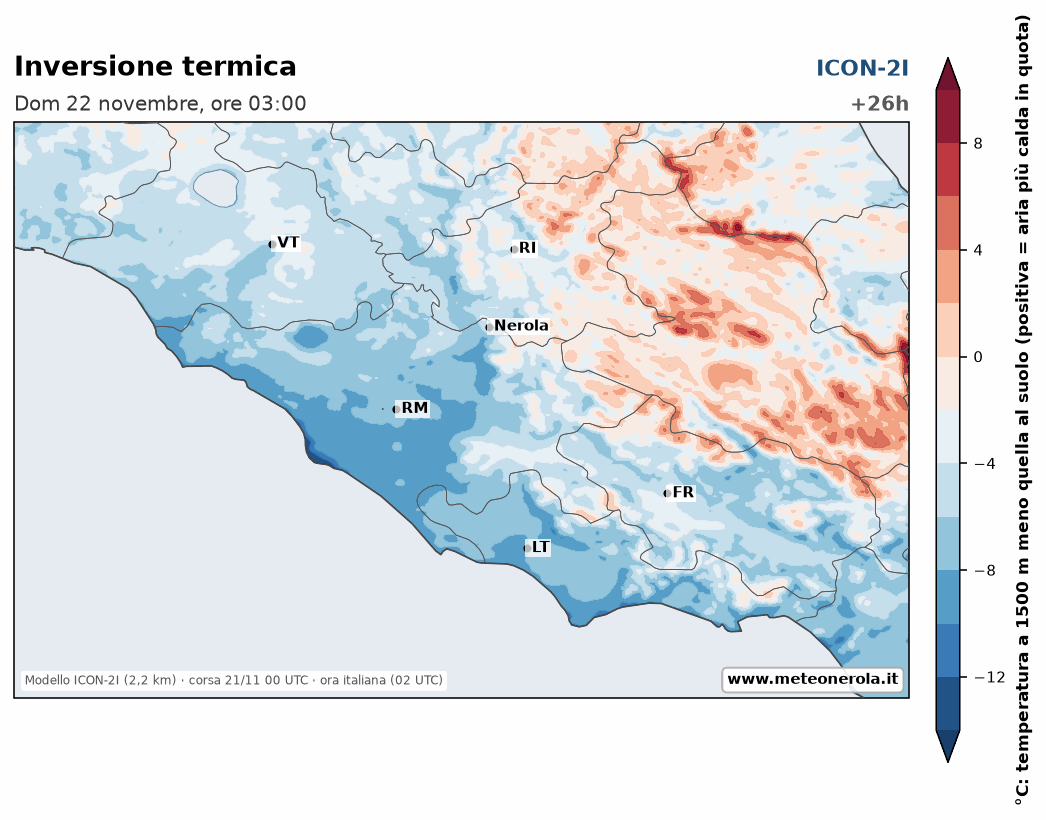 Inversione termica
ICON-2I
Dom 22 novembre, ore 03:00
+26h
VT
RI
Nerola
RM
FR
LT
Modello ICON-2I (2,2 km) · corsa 21/11 00 UTC · ora italiana (02 UTC)
www.meteonerola.it
8
4
0
−4
−8
−12
°C: temperatura a 1500 m meno quella al suolo (positiva = aria più calda in quota)